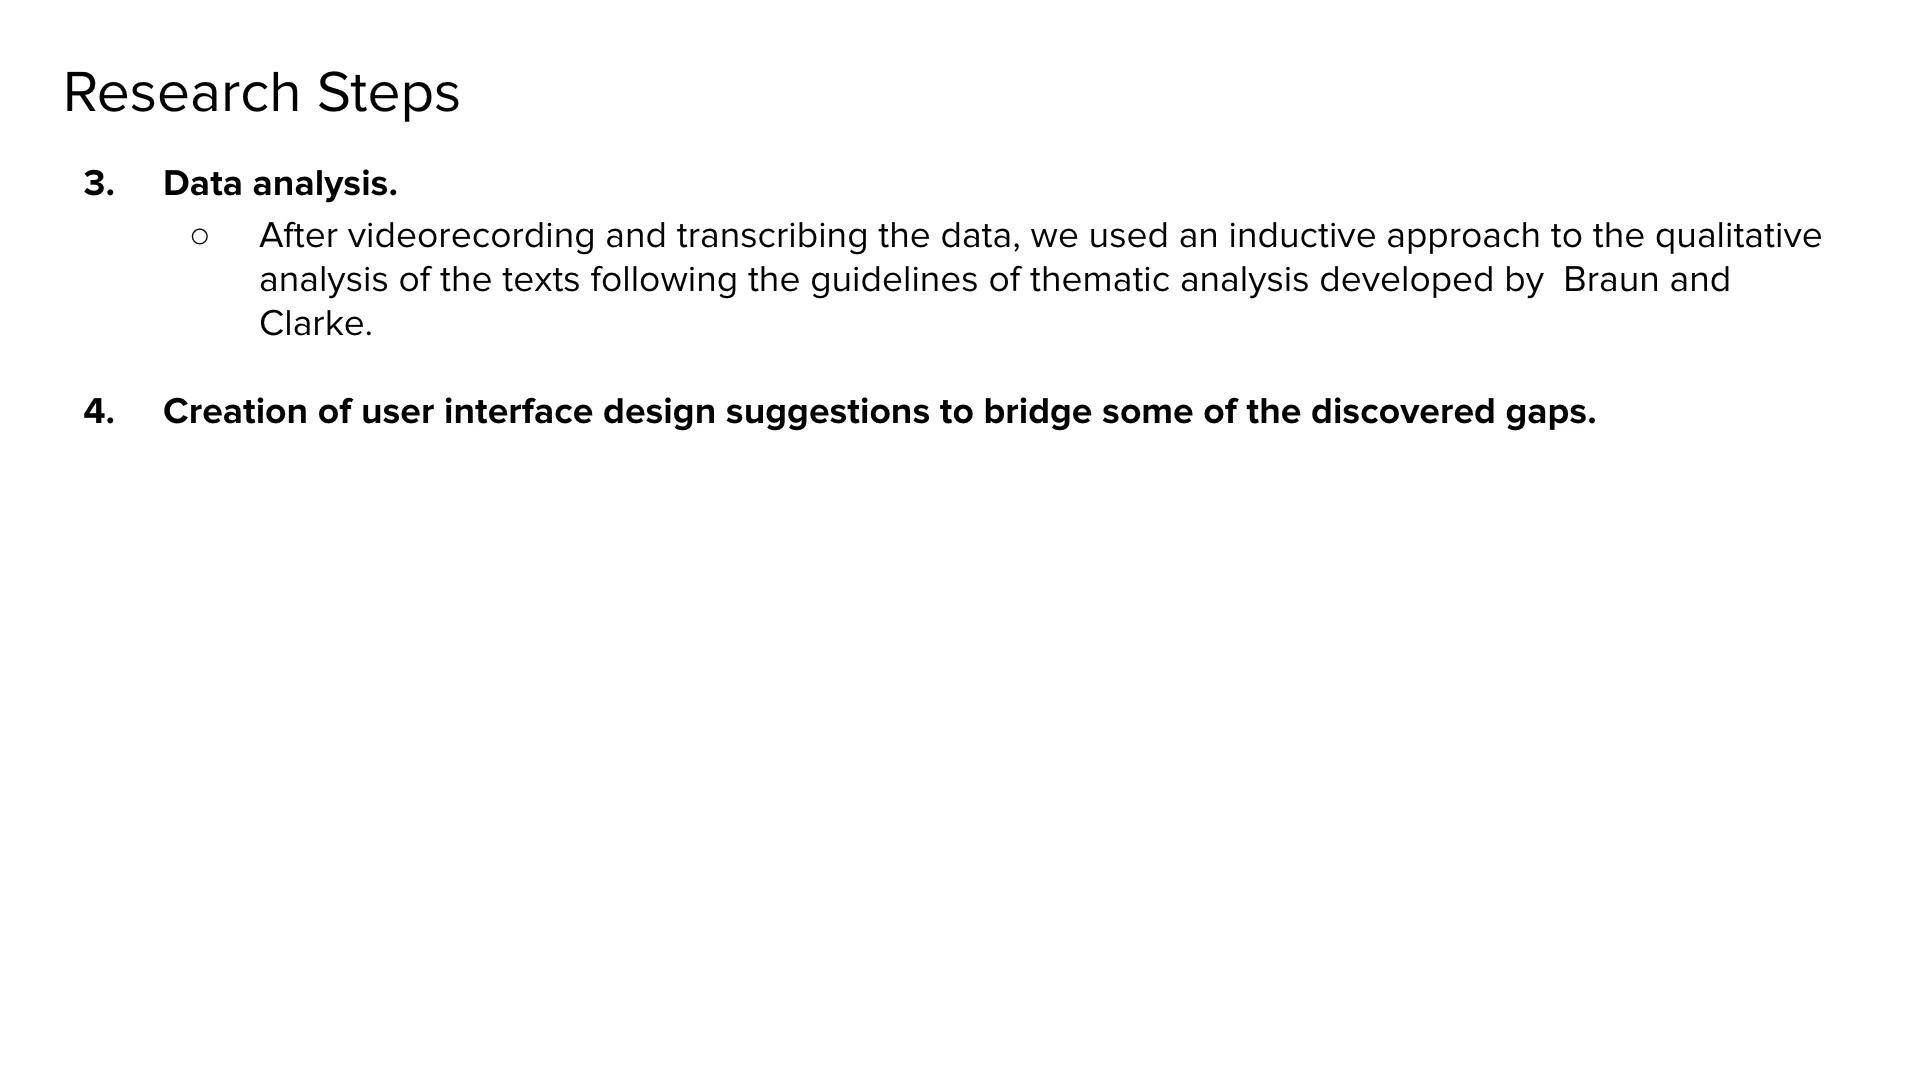 Research Steps
3. Data analysis.
○ After videorecording and transcribing the data, we used an inductive approach to the qualitative
analysis of the texts following the guidelines of thematic analysis developed by  Braun and
Clarke.
4. Creation of user interface design suggestions to bridge some of the discovered gaps.